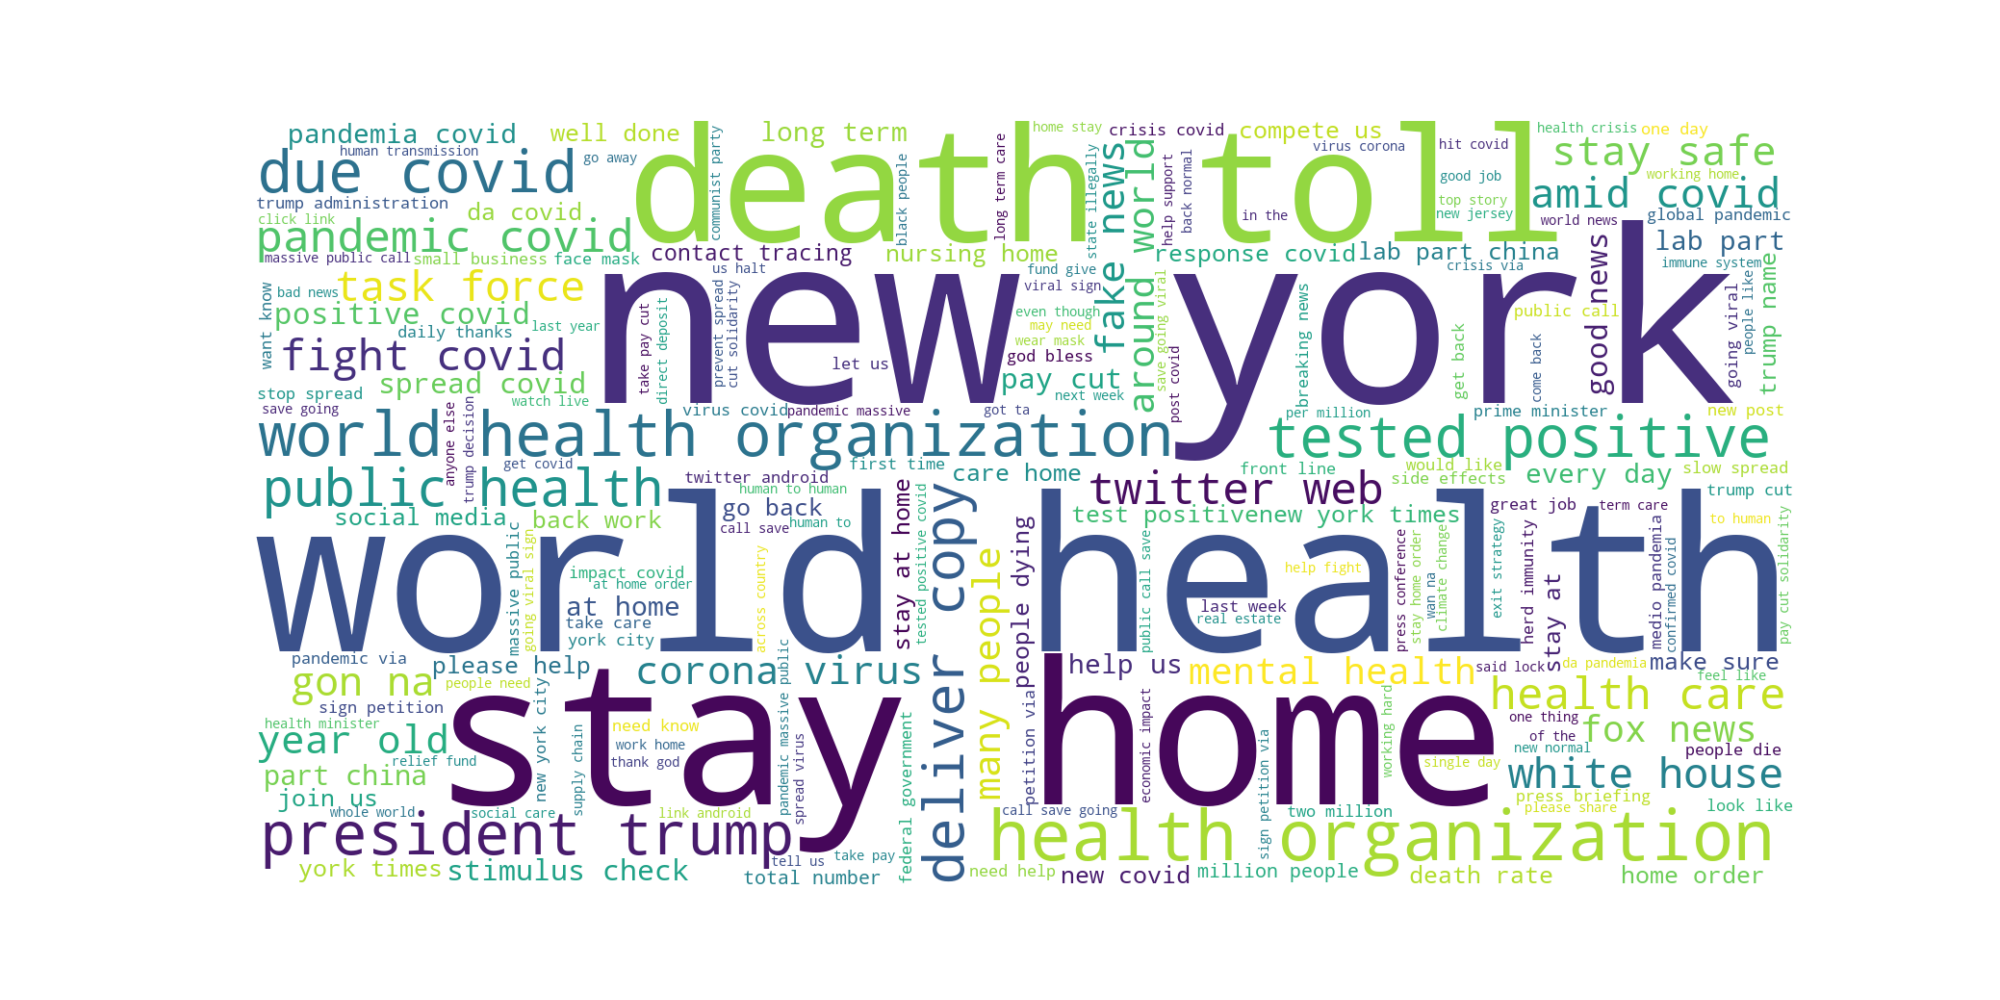 pandemia covid
well done
long term
home stay
crisis covid
compete us
health crisis
one day
human transmission
go away
virus corona
hit covid
due covid
death toll
stay safe
communist party
black people
long term care
state illegally
fake news
around world
help support
back normal
good job
working home
trump administration
da covid
in the
top story
new jersey
amid covid
world news
global pandemic
click link
pandemic covid
contact tracing
nursing home
response covid
lab part china
lab part
massive public call
small business
face mask
us halt
fund give
crisis via
immune system
bad news
task force
viral sign
good news
new york
want know
positive covid
daily thanks
last year
take pay cut
direct deposit
prevent spread
cut solidarity
even though
may need
wear mask
save going viral
post covid
breaking news
public call
get back
come back
going viral
people like
trump name
fight covid
let us
god bless
stop spread
spread covid
watch live
pay cut
next week
save going
virus covid
pandemic massive
got ta
per million
prime minister
new post
world health organization
tested positive
anyone else
trump decision
get covid
first time
care home
front line
would like
side effects
every day
slow spread
public health
twitter android
human to human
twitter web
great job
term care
trump cut
social media
back work
go back
call save
human to
test positivenew york times
to human
world health
massive public
going viral sign
impact covid
at home order
at home
take care
york city
across country
stay at home
tested positive covid
deliver copy
many people
people dying
public call save
help fight
last week
real estate
press conference
stay home order
wan na
climate change
exit strategy
herd immunity
stay at
medio pandemia
confirmed covid
pay cut solidarity
pandemic via
please help
corona virus
help us
mental health
said lock
da pandemia
make sure
feel like
gon na
people need
stay home
health care
sign petition
health minister
year old
relief fund
new york city
supply chain
need know
work home
thank god
pandemic massive public
spread virus
federal government
petition via
economic impact
sign petition via
working hard
single day
one thing
of the
new normal
fox news
people die
part china
white house
join us
whole world
social care
link android
call save going
two million
press briefing
please share
look like
president trump
health organization
york times
stimulus check
tell us
take pay
total number
need help
new covid
million people
death rate
home order